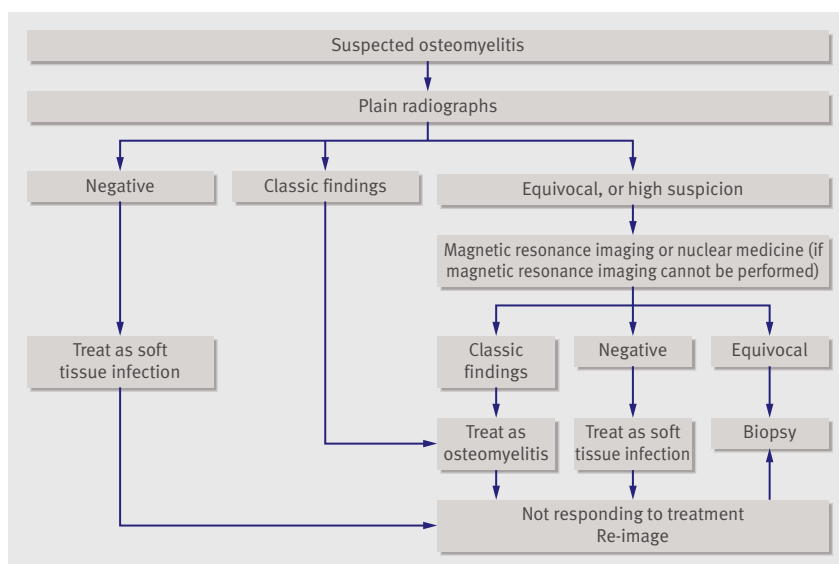 Suspected osteomyelitis
Plain radiographs
Negative
Classic findings
Equivocal, or high suspicion
Magnetic resonance imaging or nuclear medicine (if
magnetic resonance imaging cannot be performed)
Treat as soft
tissue infection
Classic
findings
Negative
Equivocal
Treat as
osteomyelitis
Treat as soft
tissue infection
Biopsy
Not responding to treatment
Re-image